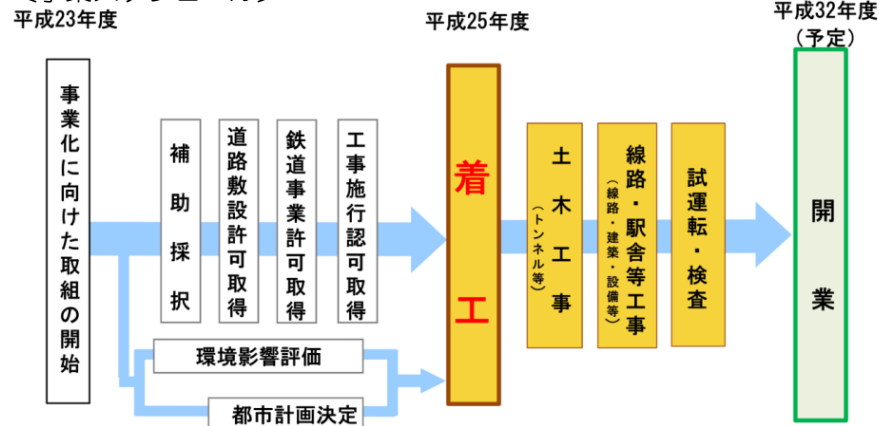 平成23年度
平成25年度
平成32年度
(予定)
事業化に向けた取組の開始
補助採択
道路敷設許可取得
鉄道事業許可取得
工事施行認可取得
環境影響評価
都市計画決定
着工
土木工事
(トンネル等)
線路・駅舎等工事
(線路・建築・設備等)
試運転・検査
開業